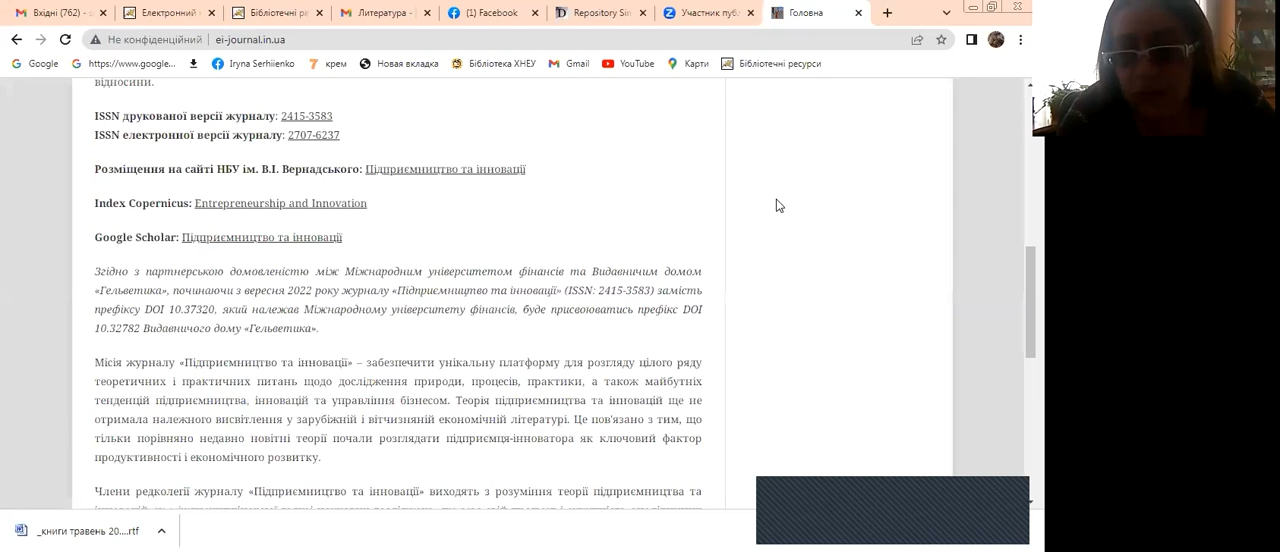 Вхідні (762) -
Електронний
Бібліотечні ре
Литература -
(1) Facebook
Repository Sin
Участник публ
Головна
Не конфіденційний
ei-journal.in.ua
Google
https://www.google...
Iryna Serhiienko
крем
Новая вкладка
Бібліотека ХНЕУ
Gmail
YouTube
Карти
Бібліотечні ресурси
відносини.
ISSN друкованої версії журналу: 2415-3583
ISSN електронної версії журналу: 2707-6237
Розміщення на сайті НБУ ім. В.І. Вернадського: Підприємництво та інновації
Index Copernicus: Entrepreneurship and Innovation
Google Scholar: Підприємництво та інновації
Згідно з партнерською домовленістю між Міжнародним університетом фінансів та Видавничим домом
«Гельветика», починаючи з вересня 2022 року журналу «Підприємництво та інновації» (ISSN: 2415-3583) замість
префіксу DOI 10.37320, який належав Міжнародному університету фінансів, буде присвоюватись префікс DOI
10.32782 Видавничого дому «Гельветика».
Місія журналу «Підприємництво та інновації» – забезпечити унікальну платформу для розгляду цілого ряду
теоретичних і практичних питань щодо дослідження природи, процесів, практики, а також майбутніх
тенденцій підприємництва, інновацій та управління бізнесом. Теорія підприємництва та інновацій ще не
отримала належного висвітлення у зарубіжній і вітчизняній економічній літературі. Це пов'язано з тим, що
тільки порівняно недавно новітні теорії почали розглядати підприємця-інноватора як ключовий фактор
продуктивності і економічного розвитку.
Члени редколегії журналу «Підприємництво та інновації» виходять з розуміння теорії підприємництва та
_книги травень 20....rtf